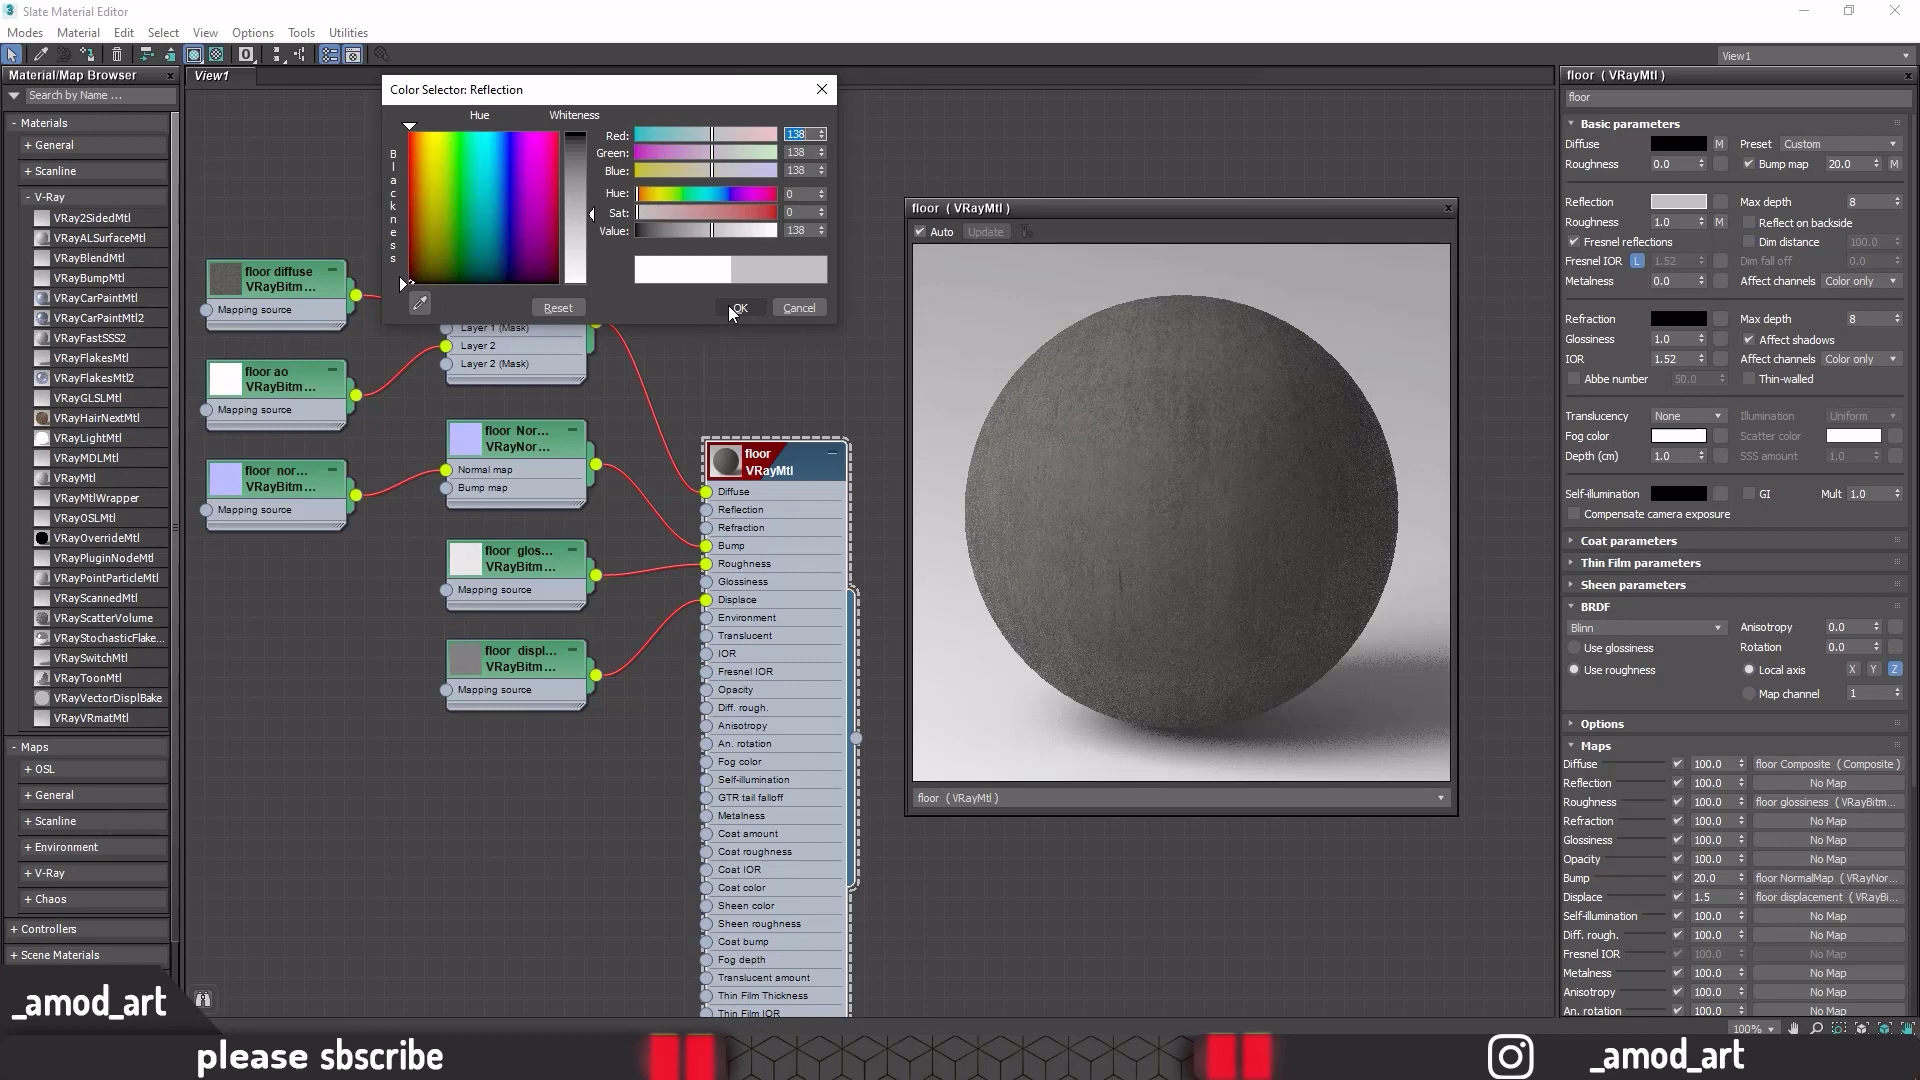 Slate Material Editor
Modes Material Edit Select View Options Tools Utilities
View1
Material/Map Browser
Search by Name ...
- Materials
+ General
+ Scanline
- V-Ray
VRay2SidedMtl
VRayALSurfaceMtl
VRayBlendMtl
VRayBumpMtl
VRayCarPaintMtl
VRayCarPaintMtl2
VRayFastSSS2
VRayFlakesMtl
VRayFlakesMtl2
VRayGLSLMtl
VRayHairNextMtl
VRayLightMtl
VRayMDLMtl
VRayMtl
VRayMtlWrapper
VRayOSLMtl
VRayOverrideMtl
VRayPluginNodeMtl
VRayPointParticleMtl
VRayScannedMtl
VRayScatterVolume
VRayStochasticFlake...
VRaySwitchMtl
VRayToonMtl
VRayVectorDisplBake
VRayVRmatMtl
- Maps
+ OSL
+ General
+ Scanline
+ Environment
+ V-Ray
+ Chaos
+ Controllers
+ Scene Materials
View1
Color Selector: Reflection
Hue Whiteness
Blackness
Red: 138
Green: 138
Blue: 138
Hue: 0
Sat: 0
Value: 138
Reset OK Cancel
floor diffuse
VRayBitm...
Mapping source
floor ao
VRayBitm...
Mapping source
floor nor...
VRayBitm...
Mapping source
Layer 1 (Mask)
Layer 2
Layer 2 (Mask)
floor Nor...
VRayNor...
Normal map
Bump map
floor glos...
VRayBitm...
Mapping source
floor displ...
VRayBitm...
Mapping source
floor
VRayMtl
Diffuse
Reflection
Refraction
Bump
Roughness
Glossiness
Displace
Environment
Translucent
IOR
Fresnel IOR
Opacity
Diff. rough.
Anisotropy
An. rotation
Fog color
Self-illumination
GTR tail falloff
Metalness
Coat amount
Coat roughness
Coat IOR
Coat color
Sheen color
Sheen roughness
Coat bump
Fog depth
Translucent amount
Thin Film Thickness
Thin Film IOR
floor ( VRayMtl )
Auto Update
floor ( VRayMtl )
floor ( VRayMtl )
floor
Basic parameters
Diffuse M Preset Custom
Roughness 0.0 Bump map 20.0 M
Reflection Max depth 8
Roughness 1.0 M Reflect on backside
Fresnel reflections Dim distance 100.0
Fresnel IOR L 1.52 Dim fall off 0.0
Metalness 0.0 Affect channels Color only
Refraction Max depth 8
Glossiness 1.0 Affect shadows
IOR 1.52 Affect channels Color only
Abbe number 50.0 Thin-walled
Translucency None Illumination Uniform
Fog color Scatter color
Depth (cm) 1.0 SSS amount 1.0
Self-illumination GI Mult 1.0
Compensate camera exposure
Coat parameters
Thin Film parameters
Sheen parameters
BRDF
Blinn Anisotropy 0.0
Use glossiness Rotation 0.0
Use roughness Local axis X Y Z
Map channel 1
Options
Maps
Diffuse 100.0 floor Composite ( Composite )
Reflection 100.0 No Map
Roughness 100.0 floor glossiness ( VRayBitm...
Refraction 100.0 No Map
Glossiness 100.0 No Map
Opacity 100.0 No Map
Bump 20.0 floor NormalMap ( VRayNor...
Displace 1.5 floor displacement ( VRayBi...
Self-illumination 100.0 No Map
Diff. rough. 100.0 No Map
Fresnel IOR 100.0 No Map
Metalness 100.0 No Map
Anisotropy 100.0 No Map
An. rotation 100.0 No Map
100%
_amod_art
please sbscribe
_amod_art